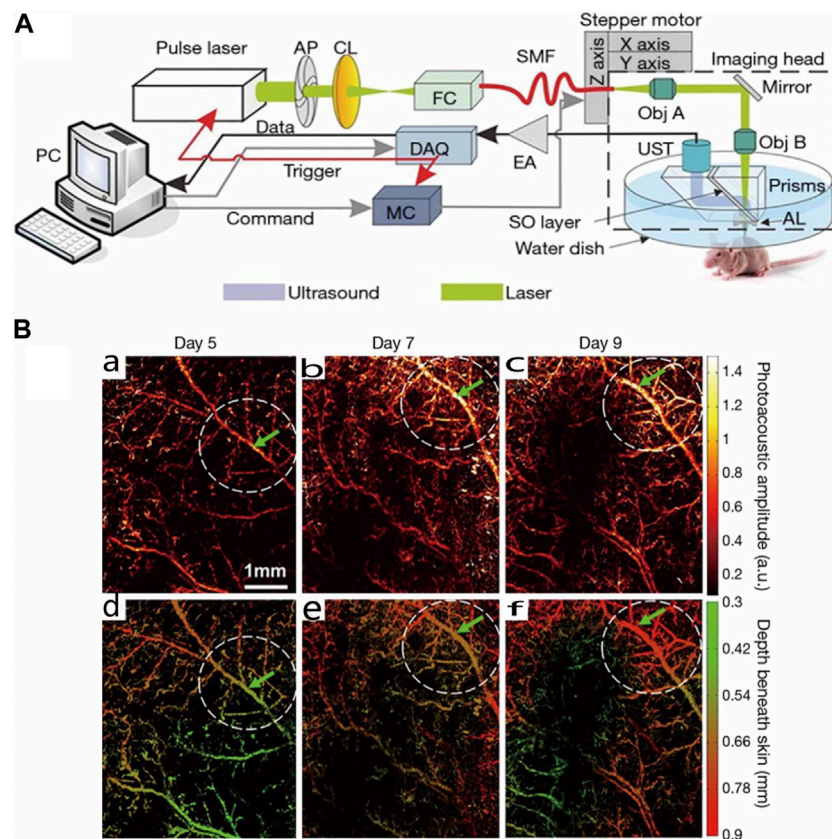 A
Pulse laser
AP
CL
FC
SMF
Stepper motor
Z axis
X axis
Y axis
Imaging head
Mirror
Obj A
Obj B
UST
Prisms
AL
SO layer
Water dish
PC
Data
Trigger
Command
DAQ
MC
EA
Ultrasound
Laser
B
Day 5
Day 7
Day 9
a
b
c
1mm
1.4
1.2
1
0.8
0.6
0.4
0.2
Photoacoustic amplitude (a.u.)
d
e
f
0.3
0.42
0.54
0.66
0.78
0.9
Depth beneath skin (mm)